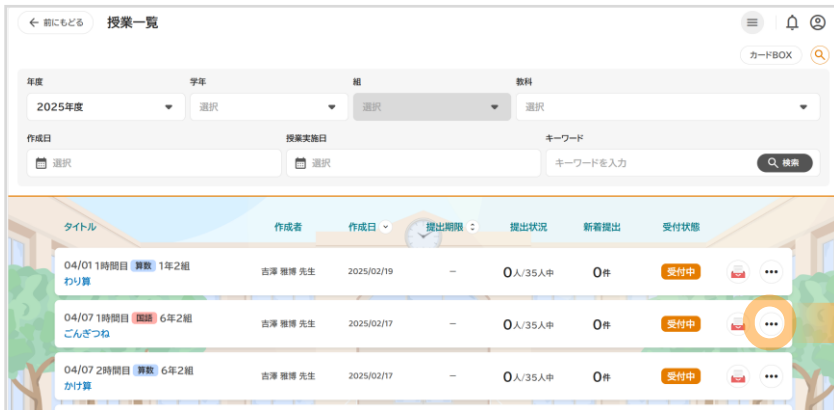 前にもどる 授業一覧
カードBOX
年度 学年 組 教科
2025年度 選択 選択 選択
作成日 授業実施日 キーワード
選択 選択 キーワードを入力 検索
タイトル 作成者 作成日 提出期限 提出状況 新着提出 受付状態
04/01 1時間目 算数 1年2組
わり算
吉澤 雅博 先生 2025/02/19 － 0人/35人中 0件 受付中
04/07 1時間目 国語 6年2組
ごんぎつね
吉澤 雅博 先生 2025/02/17 － 0人/35人中 0件 受付中
04/07 2時間目 算数 6年2組
かけ算
吉澤 雅博 先生 2025/02/17 － 0人/35人中 0件 受付中